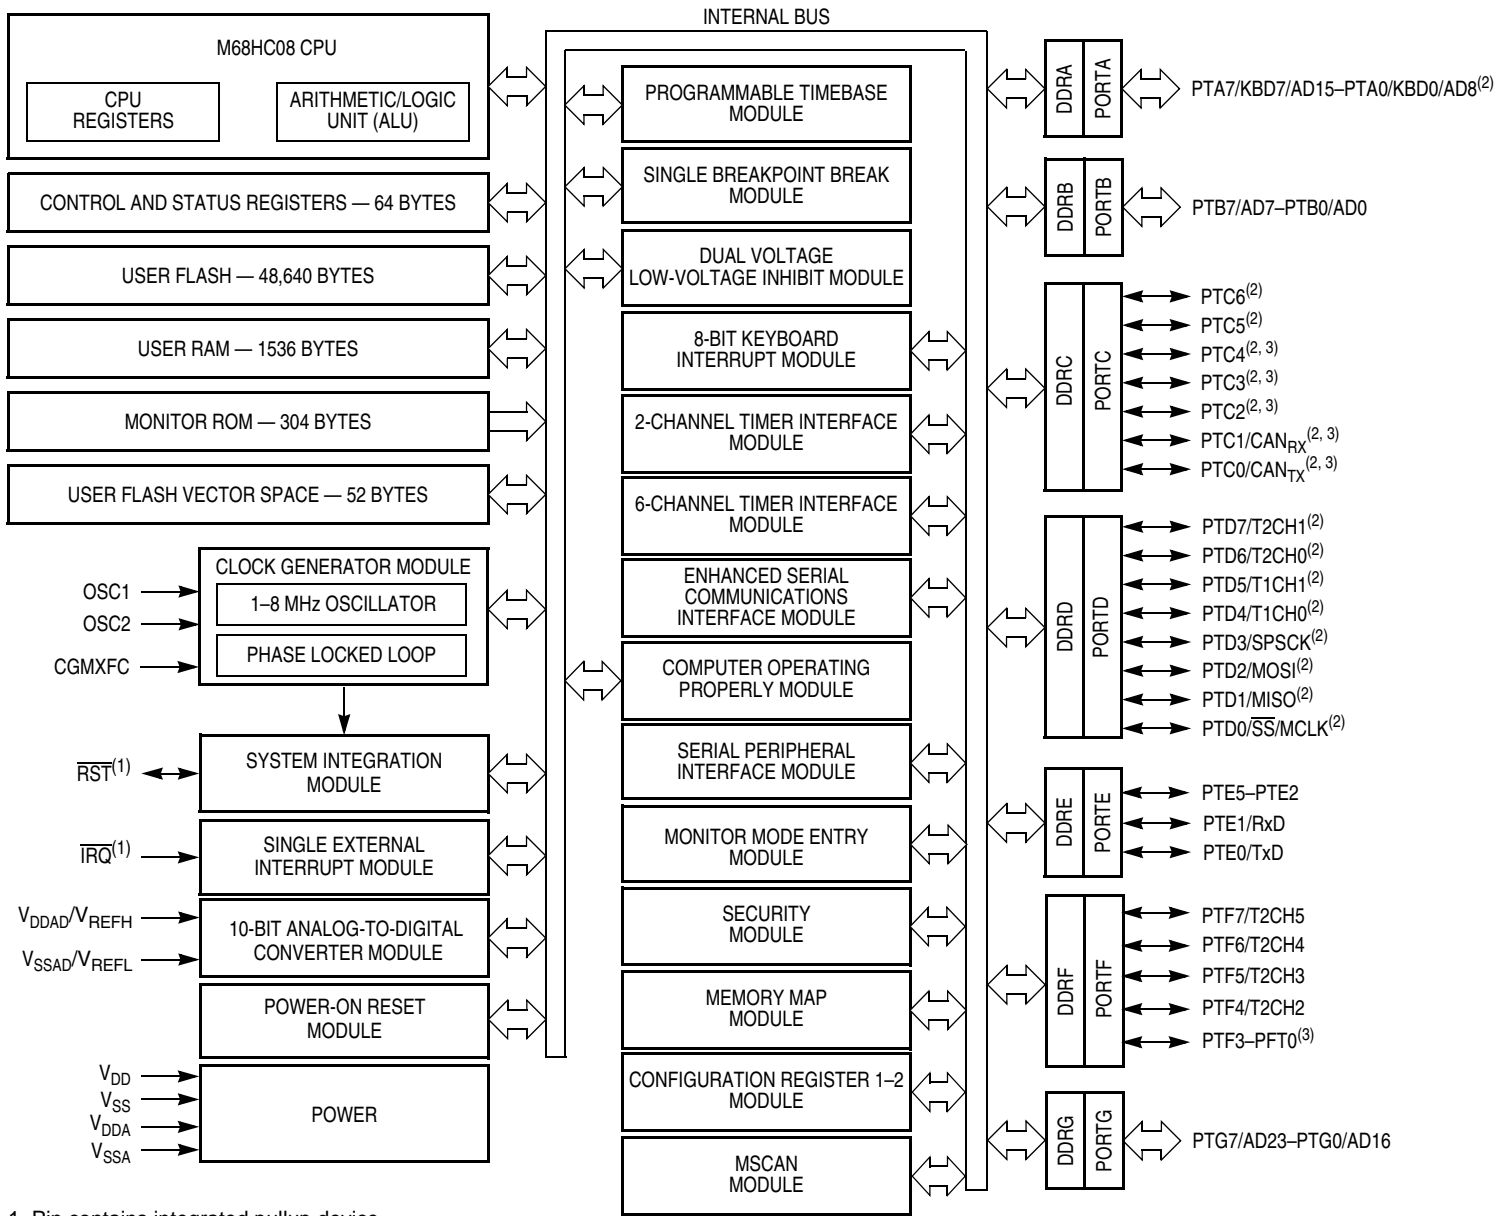 INTERNAL BUS
M68HC08 CPU
CPU
REGISTERS
ARITHMETIC/LOGIC
UNIT (ALU)
CONTROL AND STATUS REGISTERS — 64 BYTES
USER FLASH — 48,640 BYTES
USER RAM — 1536 BYTES
MONITOR ROM — 304 BYTES
USER FLASH VECTOR SPACE — 52 BYTES
CLOCK GENERATOR MODULE
1–8 MHz OSCILLATOR
PHASE LOCKED LOOP
OSC1
OSC2
CGMXFC
SYSTEM INTEGRATION
MODULE
RST(1)
SINGLE EXTERNAL
INTERRUPT MODULE
IRQ(1)
10-BIT ANALOG-TO-DIGITAL
CONVERTER MODULE
VDDAD/VREFH
VSSAD/VREFL
POWER-ON RESET
MODULE
POWER
VDD
VSS
VDDA
VSSA
PROGRAMMABLE TIMEBASE
MODULE
SINGLE BREAKPOINT BREAK
MODULE
DUAL VOLTAGE
LOW-VOLTAGE INHIBIT MODULE
8-BIT KEYBOARD
INTERRUPT MODULE
2-CHANNEL TIMER INTERFACE
MODULE
6-CHANNEL TIMER INTERFACE
MODULE
ENHANCED SERIAL
COMMUNICATIONS
INTERFACE MODULE
COMPUTER OPERATING
PROPERLY MODULE
SERIAL PERIPHERAL
INTERFACE MODULE
MONITOR MODE ENTRY
MODULE
SECURITY
MODULE
MEMORY MAP
MODULE
CONFIGURATION REGISTER 1–2
MODULE
MSCAN
MODULE
DDRA
PORTA
PTA7/KBD7/AD15–PTA0/KBD0/AD8(2)
DDRB
PORTB
PTB7/AD7–PTB0/AD0
DDRC
PORTC
PTC6(2)
PTC5(2)
PTC4(2, 3)
PTC3(2, 3)
PTC2(2, 3)
PTC1/CANRX(2, 3)
PTC0/CANTX(2, 3)
DDRD
PORTD
PTD7/T2CH1(2)
PTD6/T2CH0(2)
PTD5/T1CH1(2)
PTD4/T1CH0(2)
PTD3/SPSCK(2)
PTD2/MOSI(2)
PTD1/MISO(2)
PTD0/SS/MCLK(2)
DDRE
PORTE
PTE5–PTE2
PTE1/RxD
PTE0/TxD
DDRF
PORTF
PTF7/T2CH5
PTF6/T2CH4
PTF5/T2CH3
PTF4/T2CH2
PTF3–PFT0(3)
DDRG
PORTG
PTG7/AD23–PTG0/AD16
1. Pin contains integrated pullup device